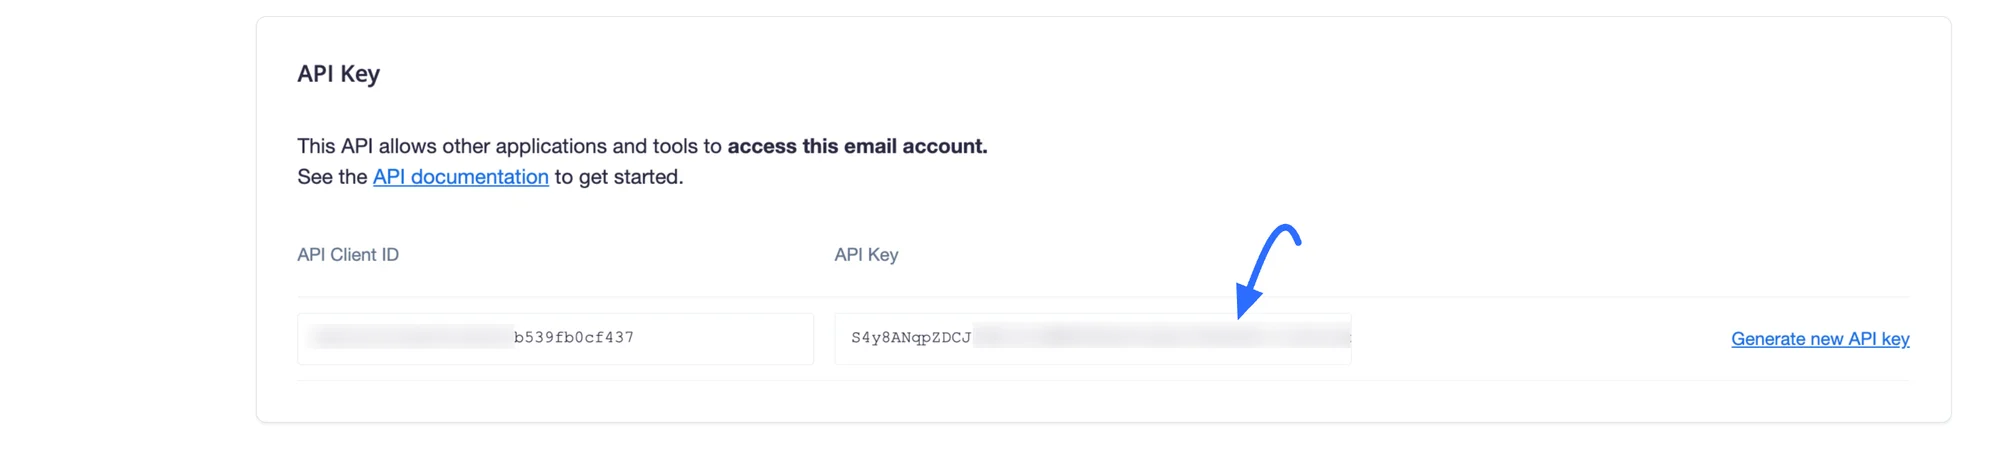 API Key
This API allows other applications and tools to access this email account.
See the API documentation to get started.
API Client ID
API Key
b539fb0cf437
S4y8ANqpZDCJ
Generate new API key